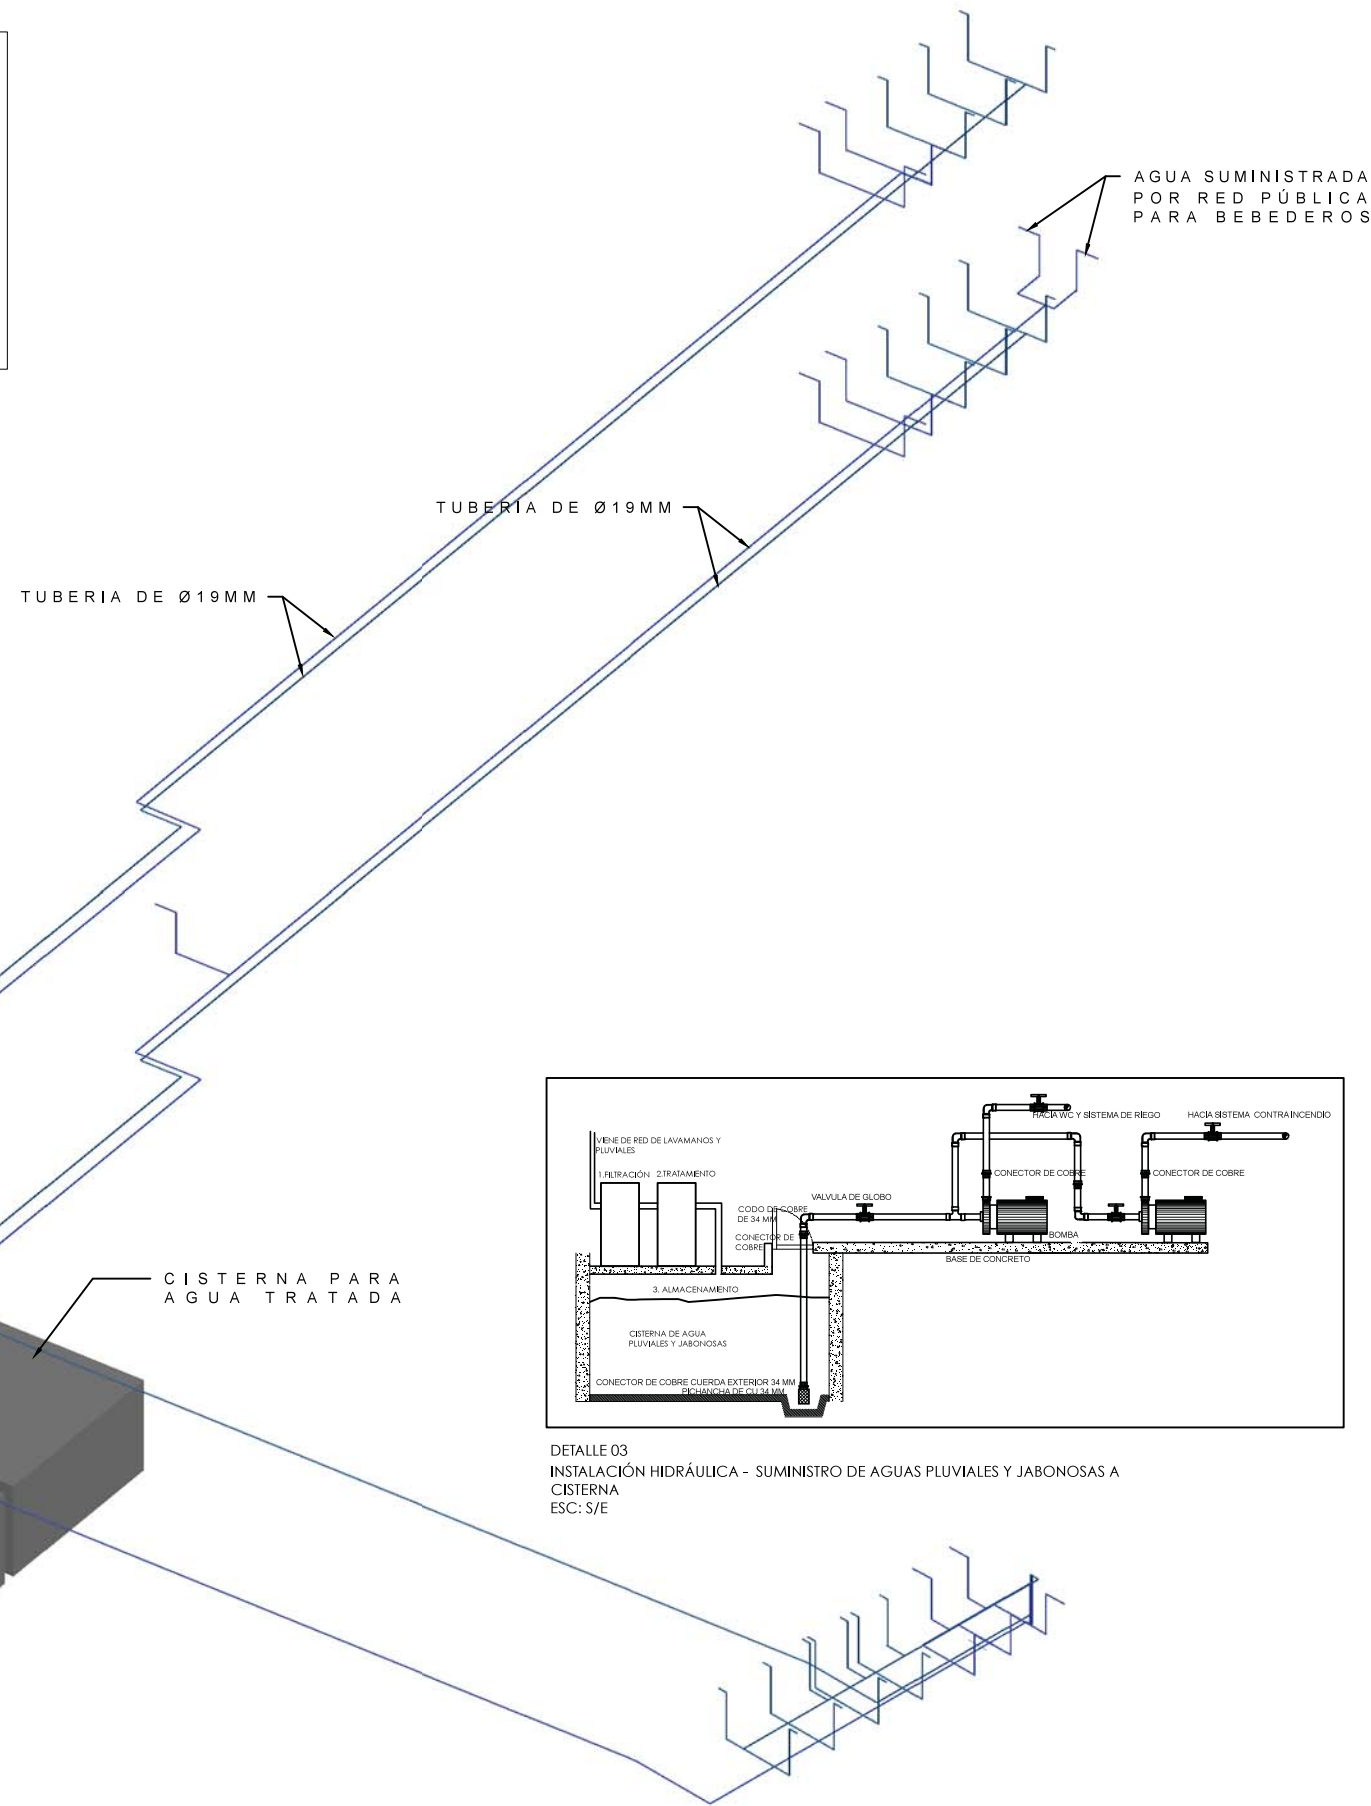 AGUA SUMINISTRADA
POR RED PÚBLICA
PARA BEBEDEROS
TUBERIA DE Ø19MM
TUBERIA DE Ø19MM
CISTERNA PARA
AGUA TRATADA
VIENE DE RED DE LAVAMANOS Y
PLUVIALES
1.FILTRACIÓN
2.TRATAMIENTO
CODO DE COBRE
DE 34 MM
CONECTOR DE
COBRE
VALVULA DE GLOBO
HACIA WC Y SISTEMA DE RIEGO
HACIA SISTEMA CONTRAINCENDIO
CONECTOR DE COBRE
CONECTOR DE COBRE
BOMBA
BASE DE CONCRETO
3. ALMACENAMIENTO
CISTERNA DE AGUA
PLUVIALES Y JABONOSAS
CONECTOR DE COBRE CUERDA EXTERIOR 34 MM
PICHANCHA DE CU 34 MM
DETALLE 03
INSTALACIÓN HIDRÁULICA - SUMINISTRO DE AGUAS PLUVIALES Y JABONOSAS A
CISTERNA
ESC: S/E